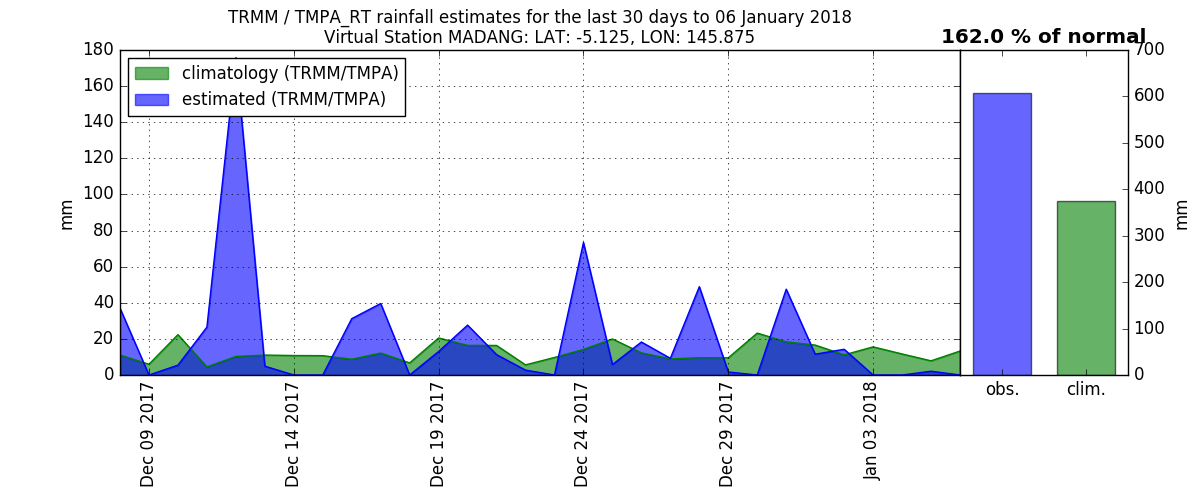 TRMM / TMPA_RT rainfall estimates for the last 30 days to 06 January 2018
Virtual Station MADANG: LAT: -5.125, LON: 145.875
162.0 % of normal
climatology (TRMM/TMPA)
estimated (TRMM/TMPA)
mm
180
160
140
120
100
80
60
40
20
0
Dec 09 2017
Dec 14 2017
Dec 19 2017
Dec 24 2017
Dec 29 2017
Jan 03 2018
obs.
clim.
700
600
500
400
300
200
100
0
mm